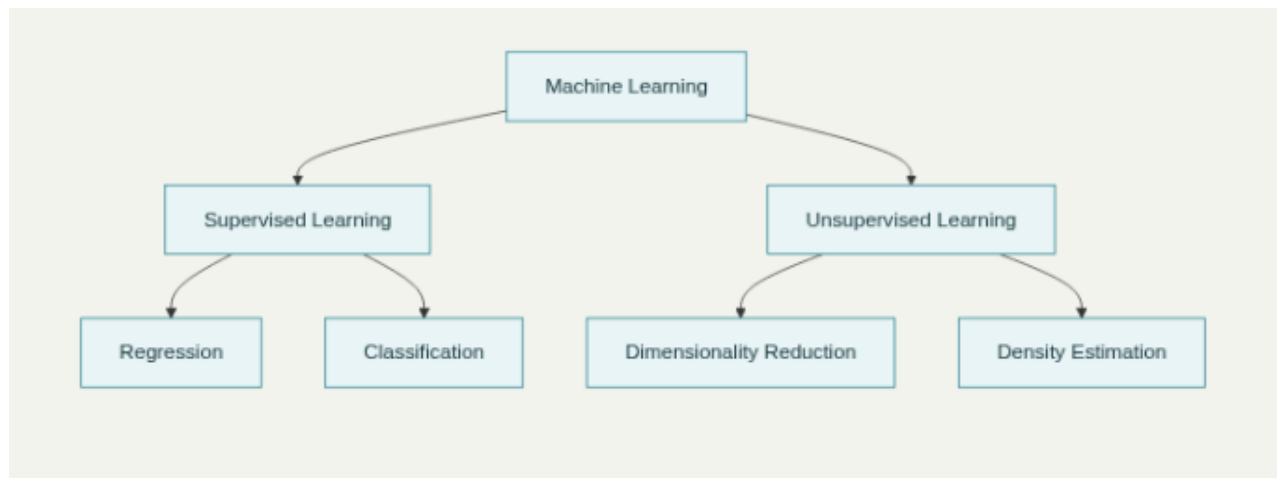 Machine Learning
Supervised Learning
Unsupervised Learning
Regression
Classification
Dimensionality Reduction
Density Estimation